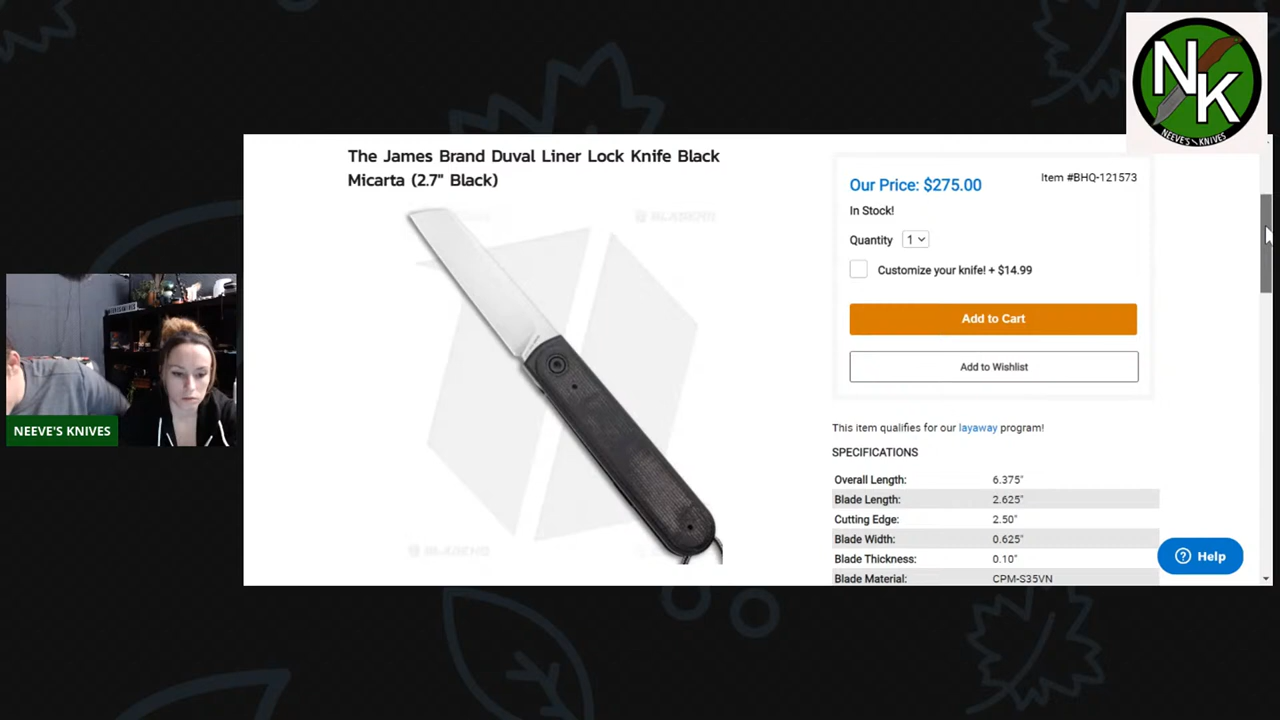 NK
NEEVE'S KNIVES
The James Brand Duval Liner Lock Knife Black
Micarta (2.7" Black)
Our Price: $275.00
Item #BHQ-121573
In Stock!
Quantity 1
Customize your knife! + $14.99
Add to Cart
Add to Wishlist
This item qualifies for our layaway program!
SPECIFICATIONS
Overall Length: 6.375"
Blade Length: 2.625"
Cutting Edge: 2.50"
Blade Width: 0.625"
Blade Thickness: 0.10"
Blade Material: CPM-S35VN
Help
NEEVE'S KNIVES